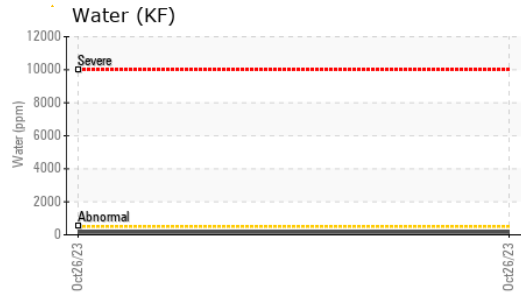 Water (KF)
12000
Severe
10000
8000
6000
4000
2000
Abnormal
0
Water (ppm)
Oct26/23
Oct26/23